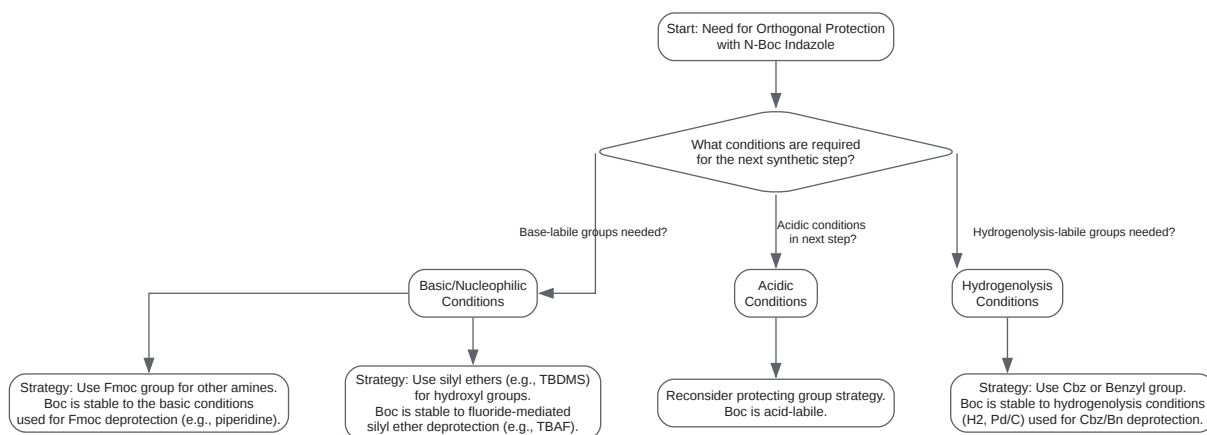 Start: Need for Orthogonal Protection
with N-Boc Indazole
What conditions are required
for the next synthetic step?
Base-labile groups needed?
Acidic conditions
in next step?
Hydrogenolysis-labile groups needed?
Basic/Nucleophilic
Conditions
Acidic
Conditions
Hydrogenolysis
Conditions
Strategy: Use Fmoc group for other amines.
Boc is stable to the basic conditions
used for Fmoc deprotection (e.g., piperidine).
Strategy: Use silyl ethers (e.g., TBDMS)
for hydroxyl groups.
Boc is stable to fluoride-mediated
silyl ether deprotection (e.g., TBAF).
Reconsider protecting group strategy.
Boc is acid-labile.
Strategy: Use Cbz or Benzyl group.
Boc is stable to hydrogenolysis conditions
(H2, Pd/C) used for Cbz/Bn deprotection.